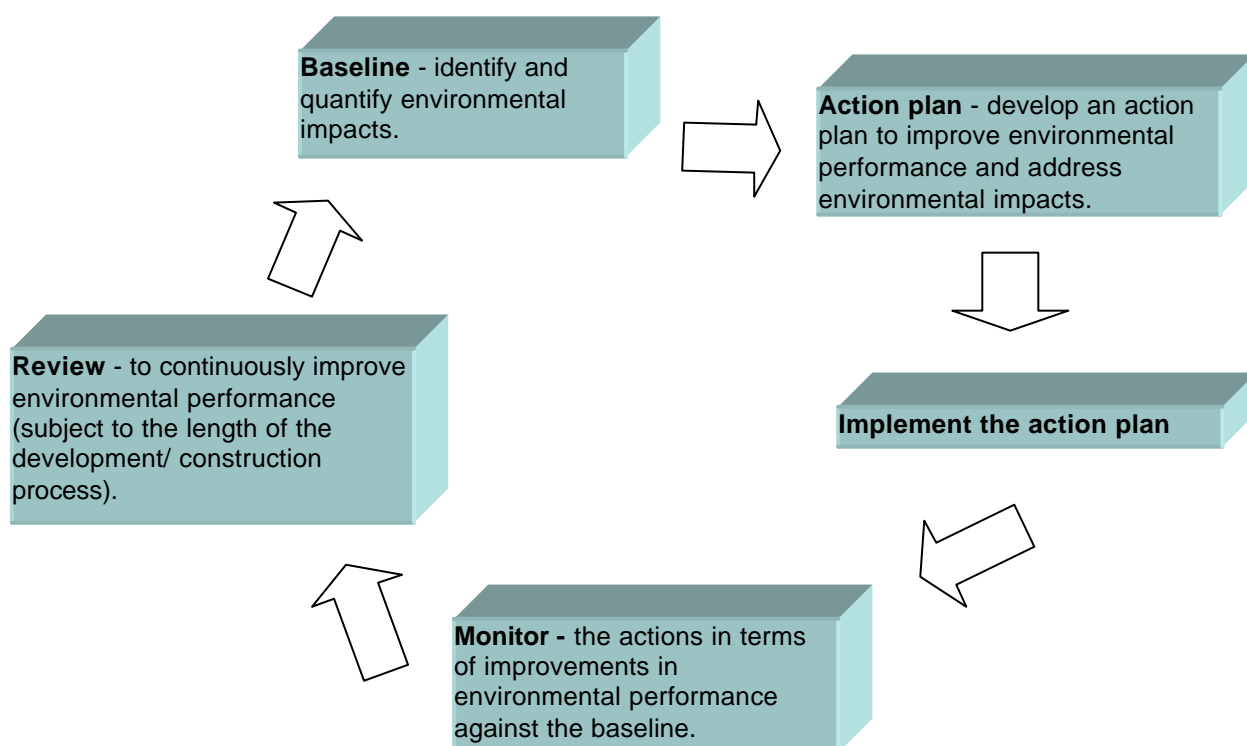 Baseline - identify and
quantify environmental
impacts.
Action plan - develop an action
plan to improve environmental
performance and address
environmental impacts.
Implement the action plan
Monitor - the actions in terms
of improvements in
environmental performance
against the baseline.
Review - to continuously improve
environmental performance
(subject to the length of the
development/ construction
process).